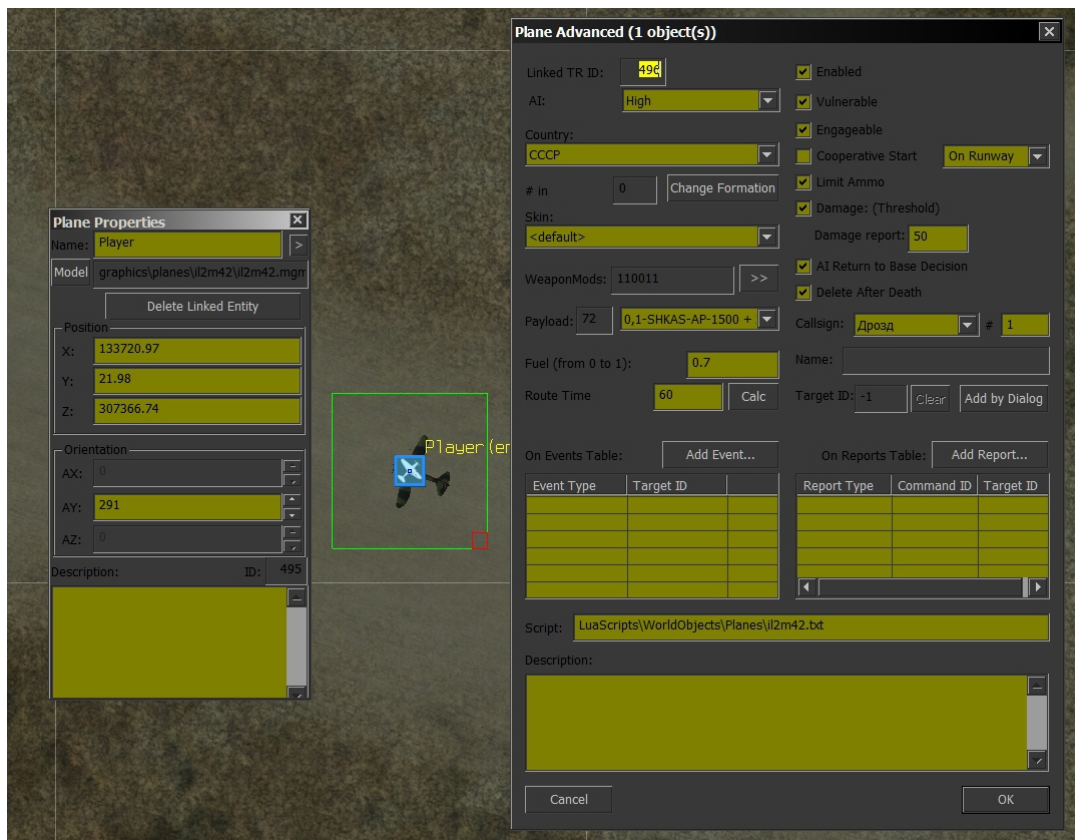 Plane Properties
Name: Player >
Model graphics\planes\il2m42\il2m42.mgm
Delete Linked Entity
Position
X: 133720.97
Y: 21.98
Z: 307366.74
Orientation
AX: 0
AY: 291
AZ: 0
Description: ID: 495
Player(en
Plane Advanced (1 object(s))
Linked TR ID: 496
AI: High
Country:
CCCP
# in 0 Change Formation
Skin:
<default>
WeaponMods: 110011 >>
Payload: 72 0,1-SHKAS-AP-1500 +
Fuel (from 0 to 1): 0.7
Route Time 60 Calc
Enabled
Vulnerable
Engageable
Cooperative Start On Runway
Limit Ammo
Damage: (Threshold)
Damage report: 50
AI Return to Base Decision
Delete After Death
Callsign: Дрозд # 1
Name:
Target ID: -1 Clear Add by Dialog
On Events Table: Add Event...
Event Type Target ID
On Reports Table: Add Report...
Report Type Command ID Target ID
Script: LuaScripts\WorldObjects\Planes\il2m42.txt
Description:
Cancel OK